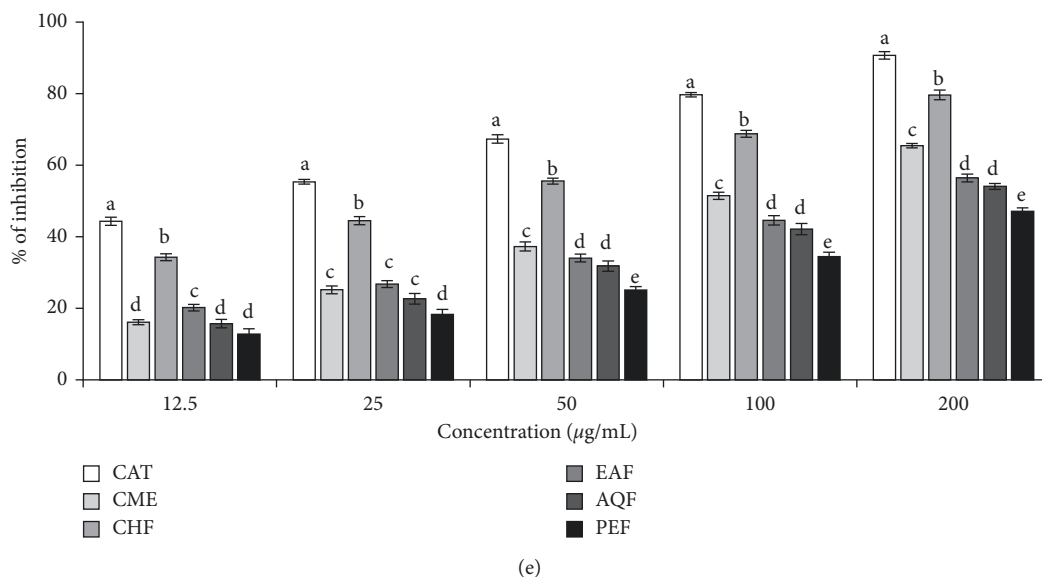 % of inhibition
100
80
60
40
20
0
a
d
b
c
d
d
a
c
b
c
c
d
a
c
b
d
d
e
a
c
b
d
d
e
a
c
b
d
d
e
12.5
25
50
100
200
Concentration (µg/mL)
CAT
CME
CHF
EAF
AQF
PEF
(e)